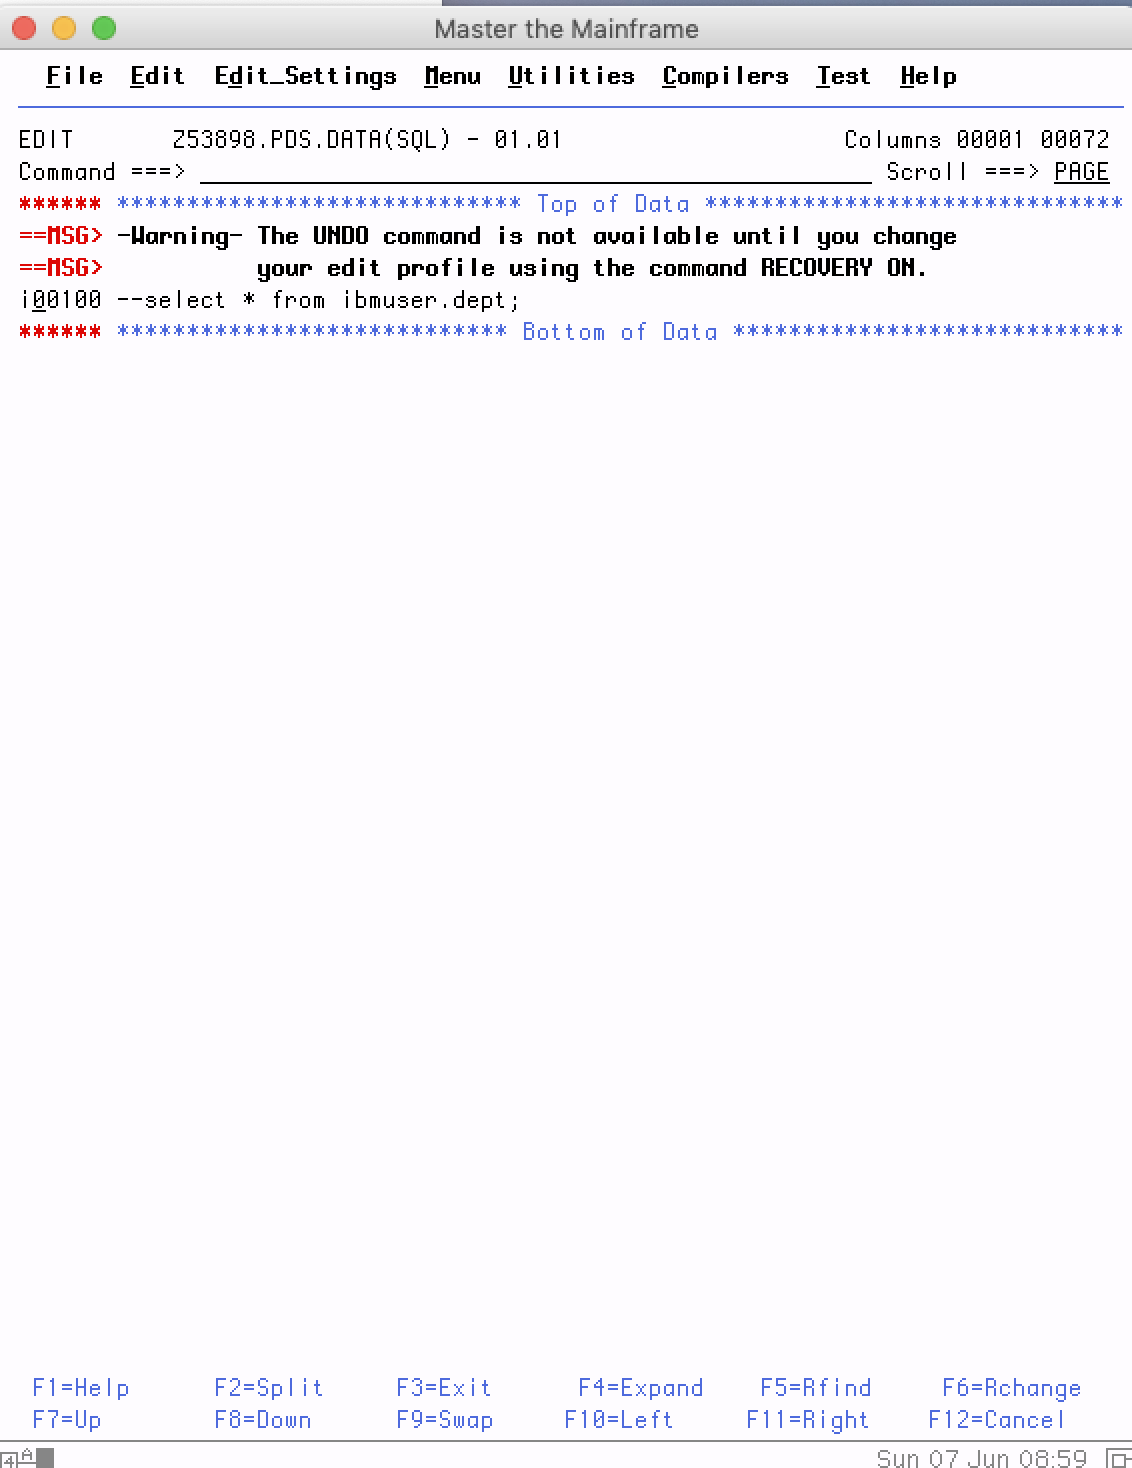 Master the Mainframe
File Edit Edit_Settings Menu Utilities Compilers Test Help
EDIT Z53898.PDS.DATA(SQL) - 01.01 Columns 00001 00072
Command ===> Scroll ===> PAGE
****** ***************************** Top of Data ******************************
==MSG> -Warning- The UNDO command is not available until you change
==MSG> your edit profile using the command RECOVERY ON.
i00100 --select * from ibmuser.dept;
****** **************************** Bottom of Data ****************************
F1=Help F2=Split F3=Exit F4=Expand F5=Rfind F6=Rchange
F7=Up F8=Down F9=Swap F10=Left F11=Right F12=Cancel
4 A Sun 07 Jun 08:59